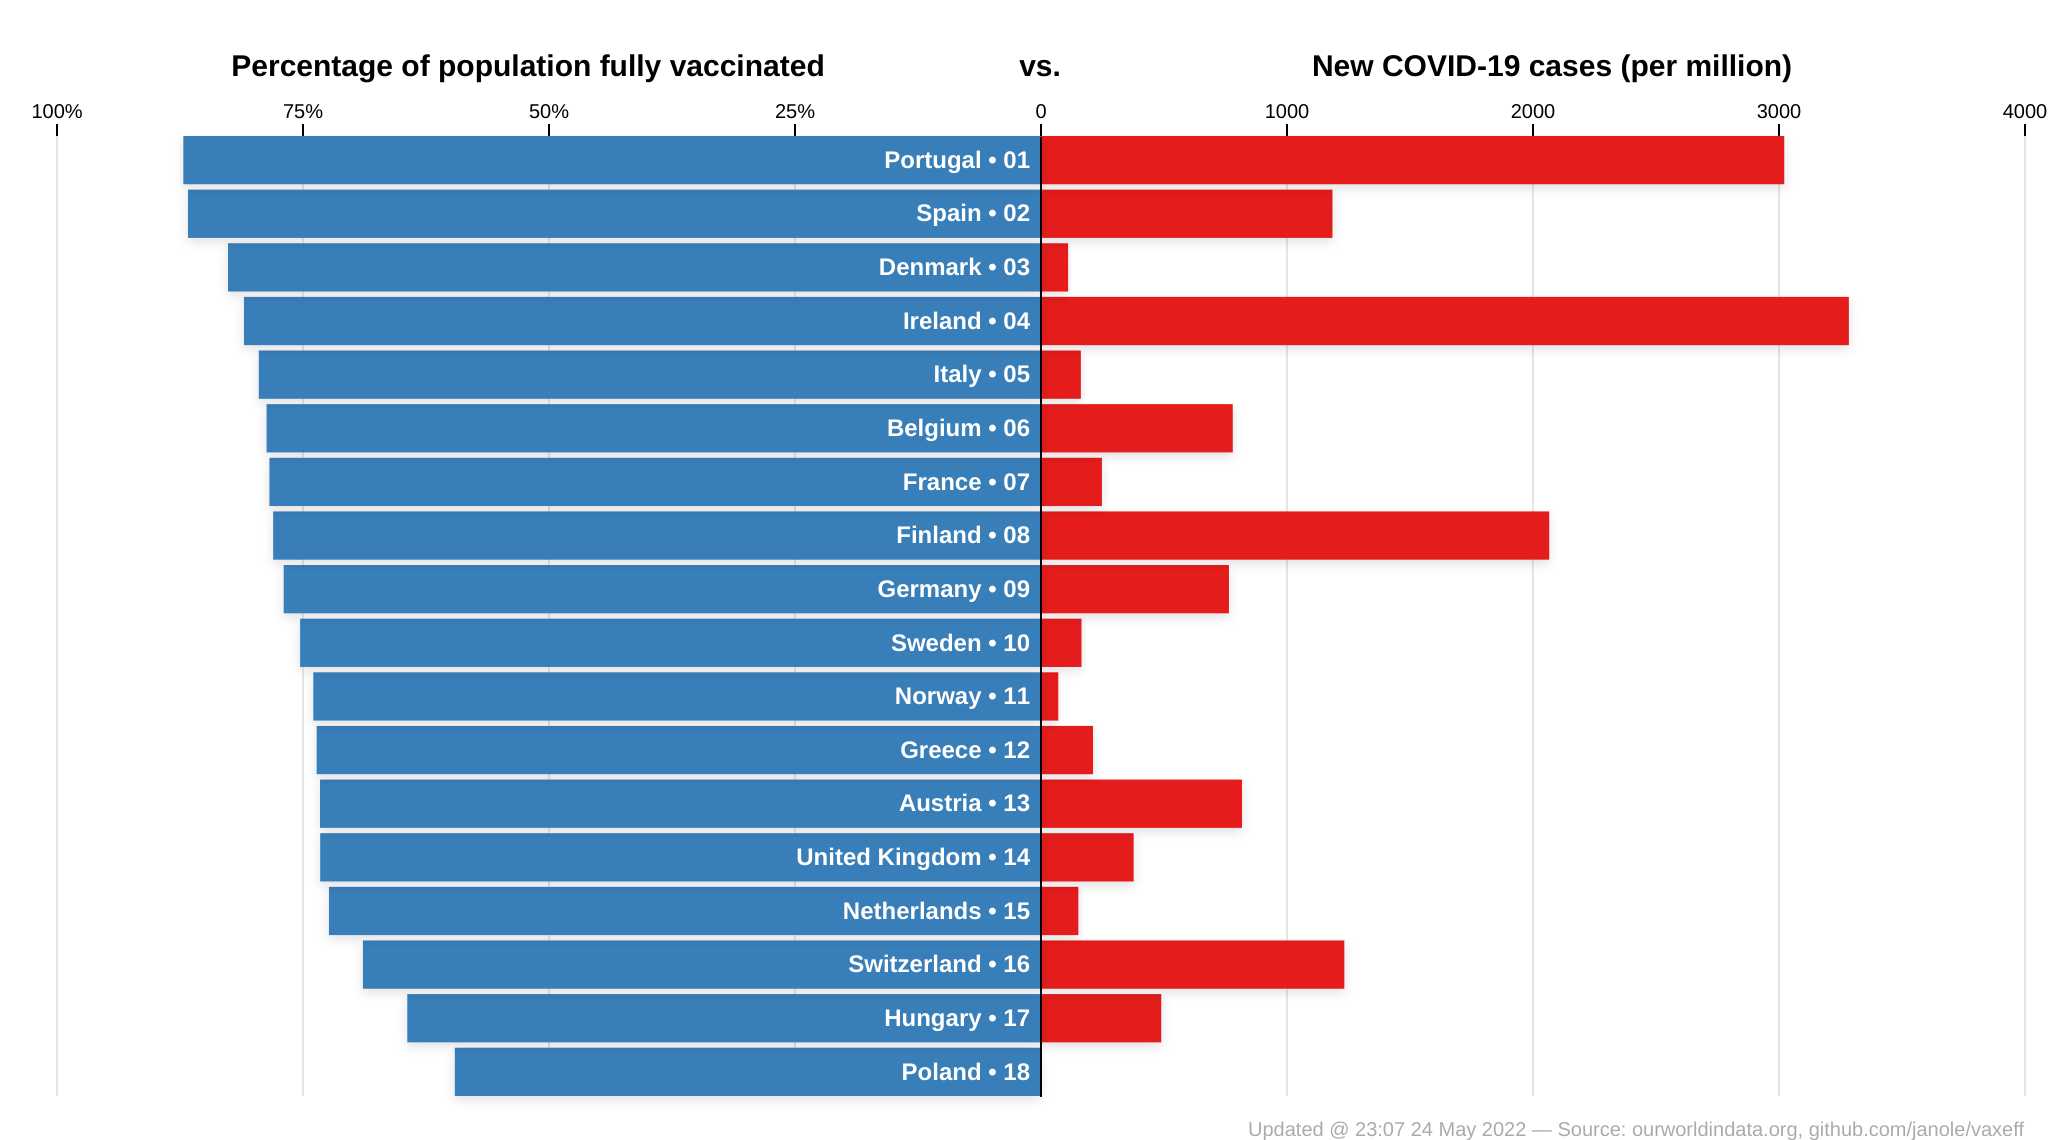 Percentage of population fully vaccinated vs. New COVID-19 cases (per million)
100% 75% 50% 25% 0 1000 2000 3000 4000
Portugal • 01
Spain • 02
Denmark • 03
Ireland • 04
Italy • 05
Belgium • 06
France • 07
Finland • 08
Germany • 09
Sweden • 10
Norway • 11
Greece • 12
Austria • 13
United Kingdom • 14
Netherlands • 15
Switzerland • 16
Hungary • 17
Poland • 18
Updated @ 23:07 24 May 2022 — Source: ourworldindata.org, github.com/janole/vaxeff